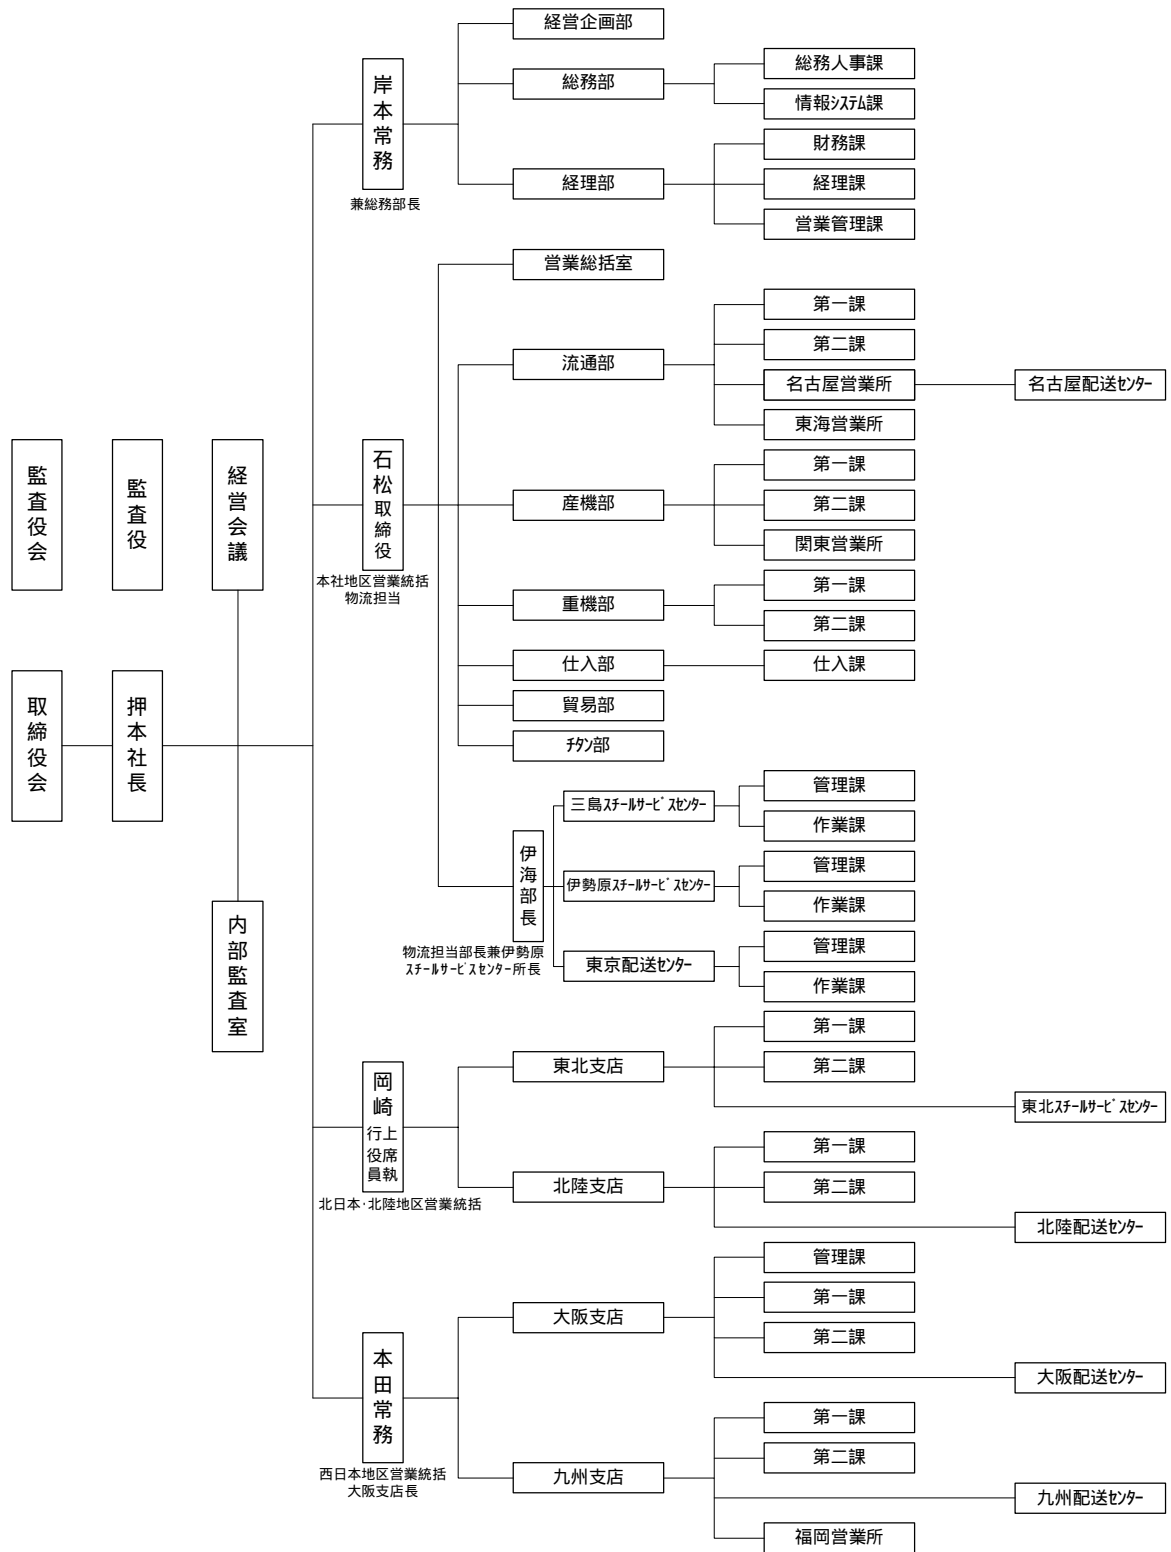 監査役会
監査役
経営会議
取締役会
押本社長
内部監査室
岸本常務
兼総務部長
経営企画部
総務部
総務人事課
情報ｼｽﾃﾑ課
経理部
財務課
経理課
営業管理課
石松取締役
本社地区営業統括
物流担当
営業総括室
流通部
第一課
第二課
名古屋営業所
名古屋配送ｾﾝﾀｰ
東海営業所
産機部
第一課
第二課
関東営業所
重機部
第一課
第二課
仕入部
仕入課
貿易部
ﾁﾀﾝ部
伊海部長
物流担当部長兼伊勢原
ｽﾁｰﾙｻｰﾋﾞｽｾﾝﾀｰ所長
三島ｽﾁｰﾙｻｰﾋﾞｽｾﾝﾀｰ
管理課
作業課
伊勢原ｽﾁｰﾙｻｰﾋﾞｽｾﾝﾀｰ
管理課
作業課
東京配送ｾﾝﾀｰ
管理課
作業課
岡崎
上席執
行役員
北日本･北陸地区営業統括
東北支店
第一課
第二課
東北ｽﾁｰﾙｻｰﾋﾞｽｾﾝﾀｰ
北陸支店
第一課
第二課
北陸配送ｾﾝﾀｰ
本田常務
西日本地区営業統括
大阪支店長
大阪支店
管理課
第一課
第二課
大阪配送ｾﾝﾀｰ
九州支店
第一課
第二課
九州配送ｾﾝﾀｰ
福岡営業所